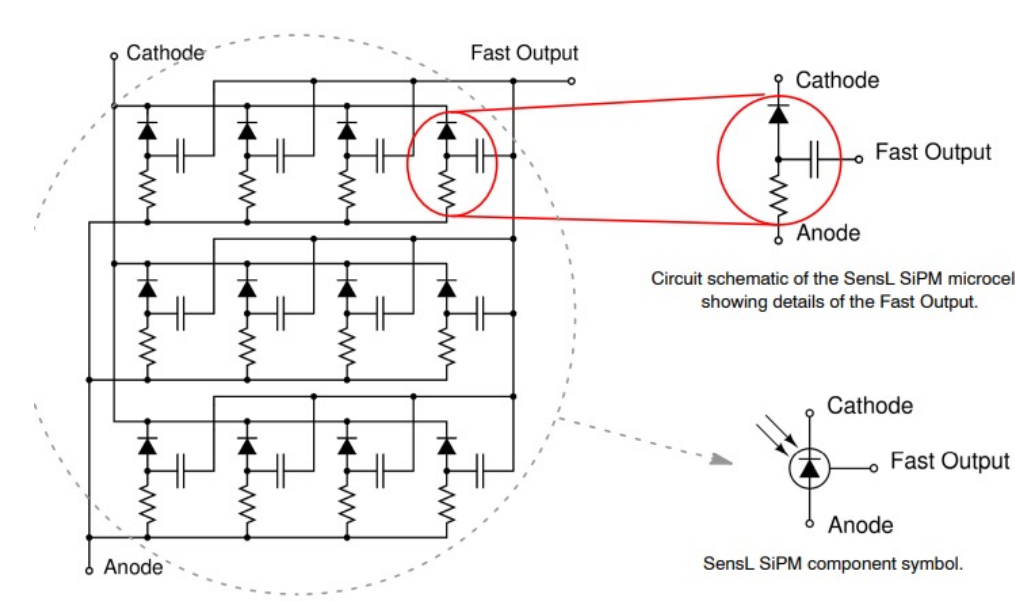 Cathode
Fast Output
Cathode
Fast Output
Anode
Circuit schematic of the SensL SiPM microcel
showing details of the Fast Output.
Cathode
Fast Output
Anode
SensL SiPM component symbol.
Anode